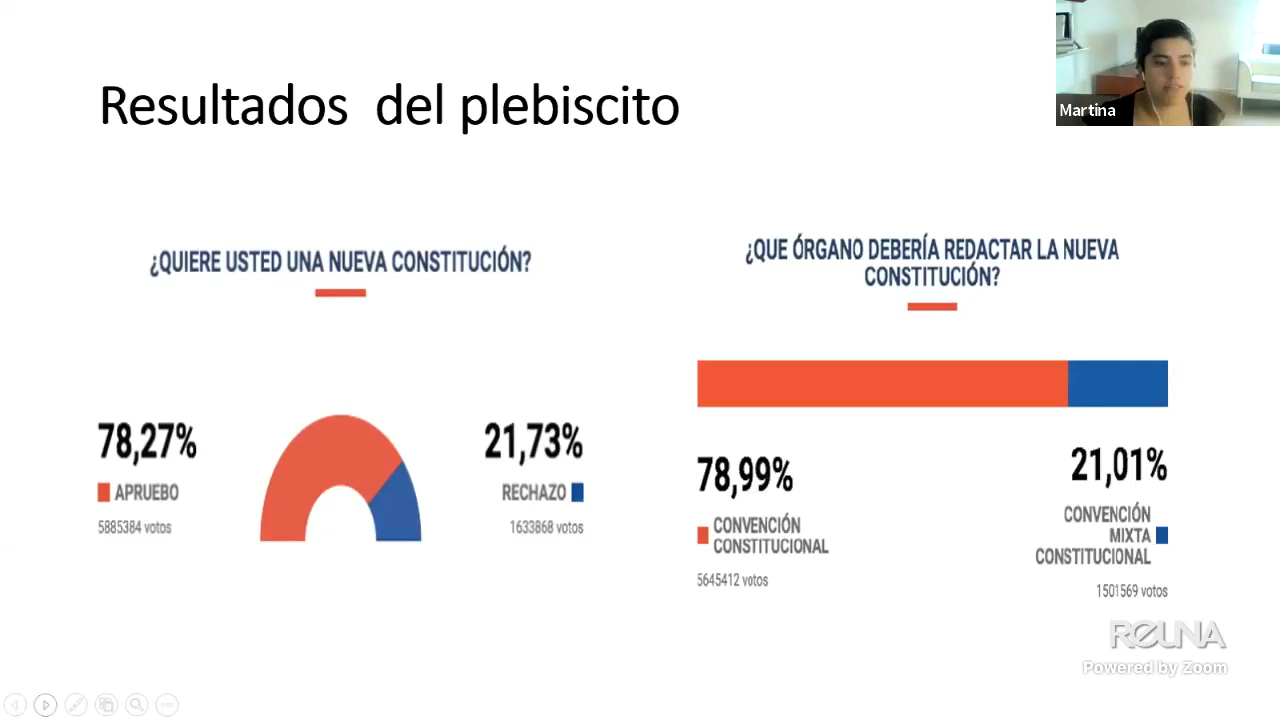 Resultados del plebiscito
Martina
¿QUIERE USTED UNA NUEVA CONSTITUCIÓN?
78,27%
APRUEBO
5885384 votos
21,73%
RECHAZO
1633868 votos
¿QUE ÓRGANO DEBERÍA REDACTAR LA NUEVA
CONSTITUCIÓN?
78,99%
CONVENCIÓN
CONSTITUCIONAL
5645412 votos
21,01%
CONVENCIÓN
MIXTA
CONSTITUCIONAL
1501569 votos
REUNA
Powered by Zoom